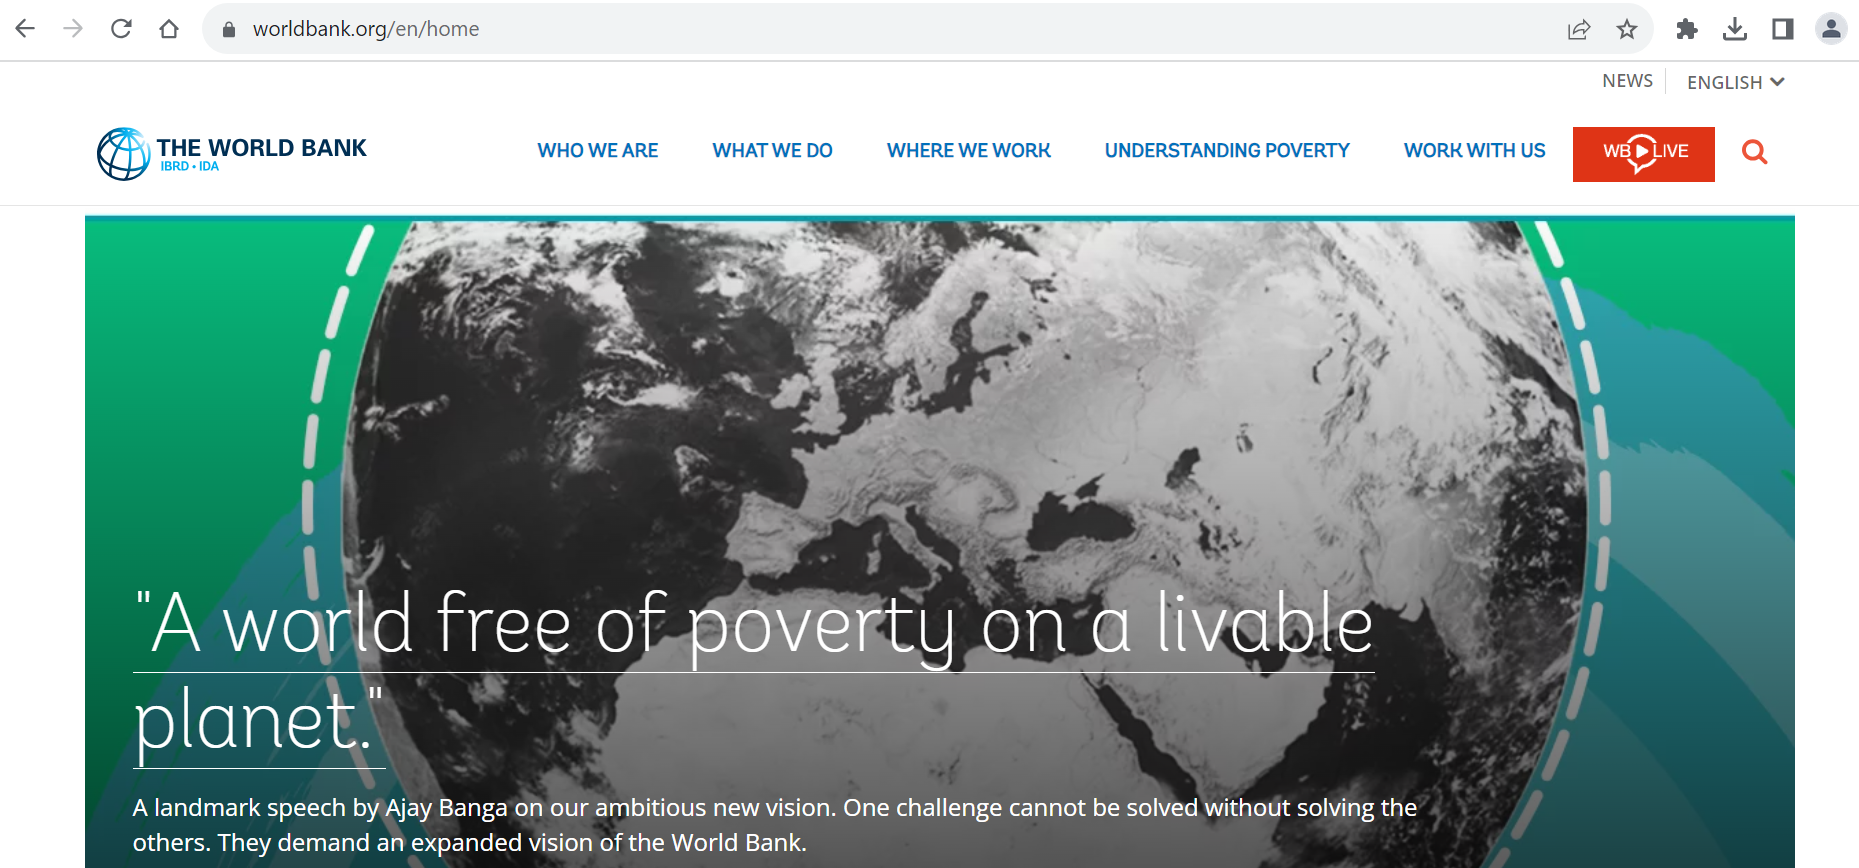 worldbank.org/en/home
NEWS
ENGLISH
THE WORLD BANK
IBRD • IDA
WHO WE ARE
WHAT WE DO
WHERE WE WORK
UNDERSTANDING POVERTY
WORK WITH US
WB LIVE
"A world free of poverty on a livable
planet."
A landmark speech by Ajay Banga on our ambitious new vision. One challenge cannot be solved without solving the
others. They demand an expanded vision of the World Bank.